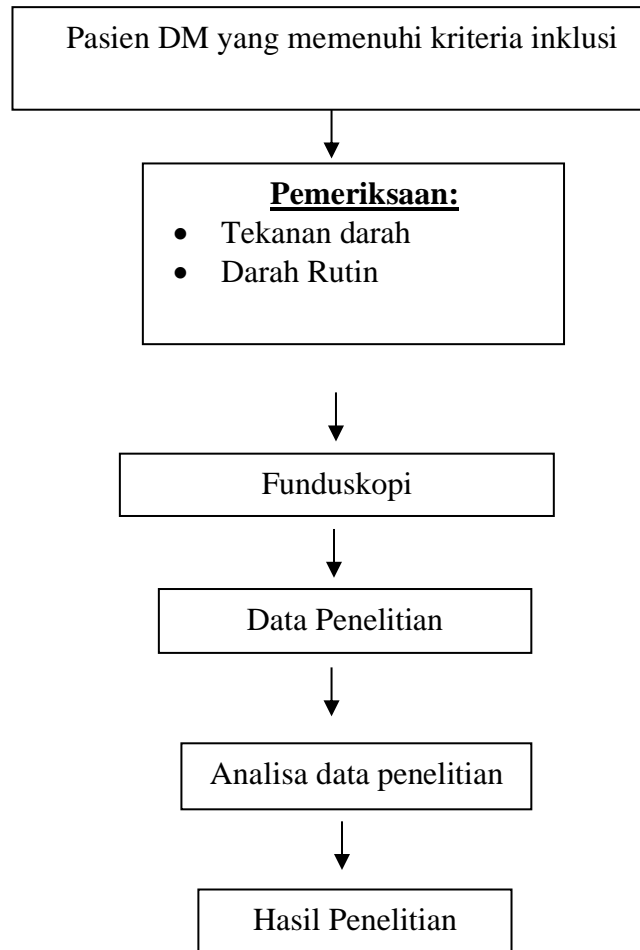 Pasien DM yang memenuhi kriteria inklusi
Pemeriksaan:
• Tekanan darah
• Darah Rutin
Funduskopi
Data Penelitian
Analisa data penelitian
Hasil Penelitian